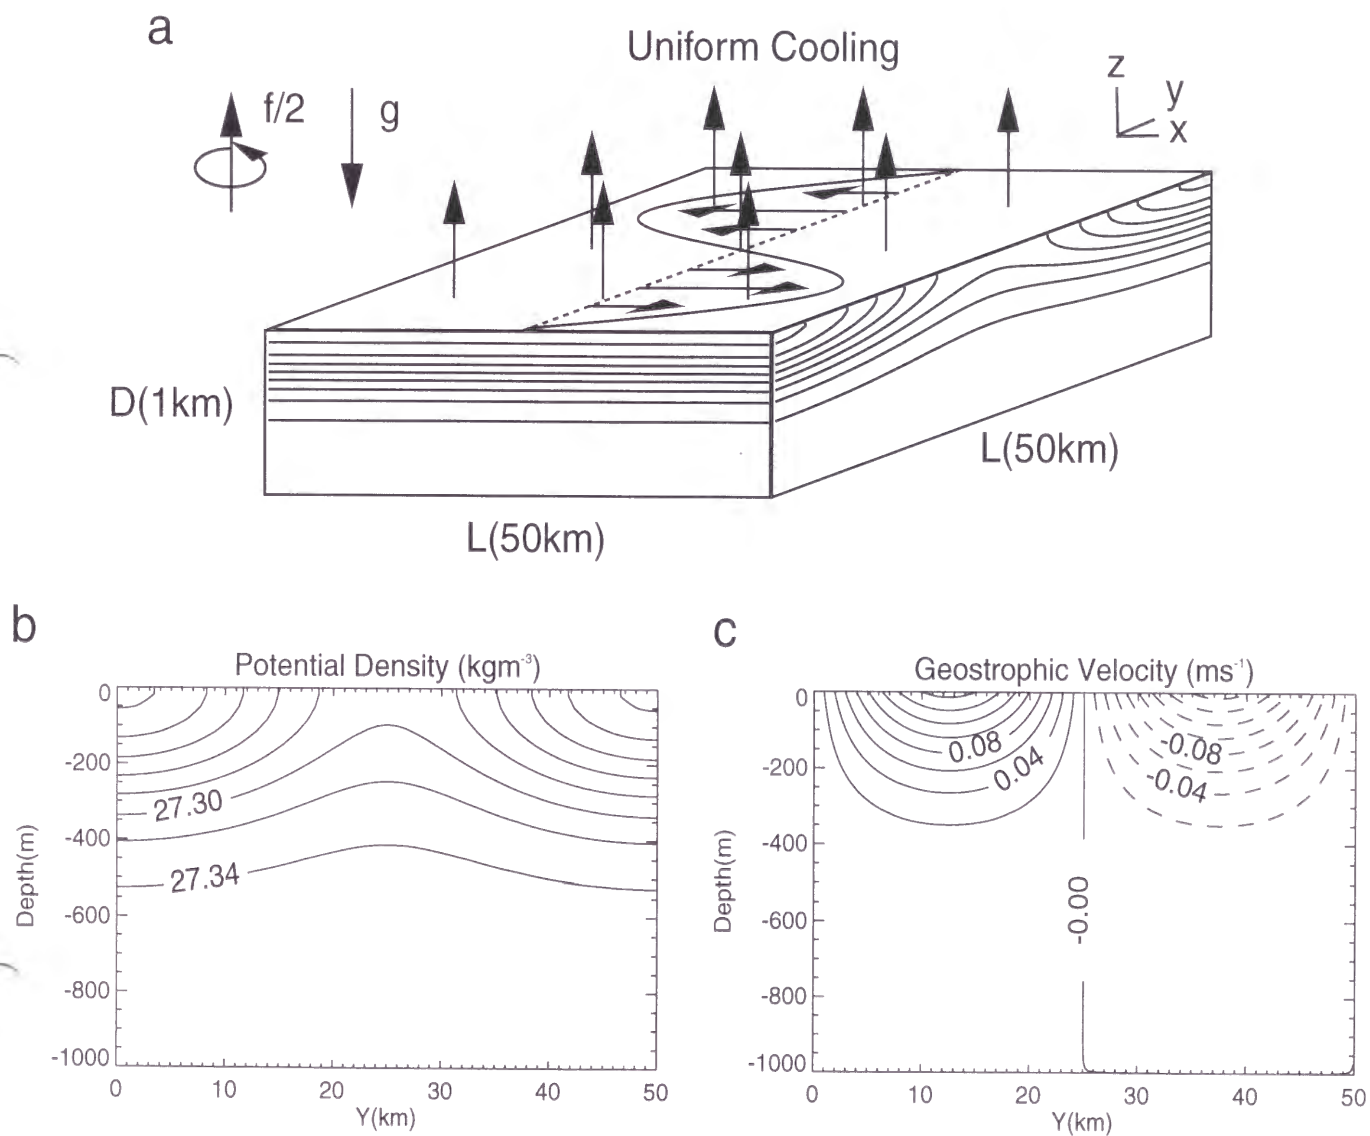 a
Uniform Cooling
f/2
g
z
y
x
D(1km)
L(50km)
L(50km)
b
Potential Density (kgm⁻³)
0
-200
-400
-600
-800
-1000
Depth(m)
27.30
27.34
0
10
20
30
40
50
Y(km)
c
Geostrophic Velocity (ms⁻¹)
0
-200
-400
-600
-800
-1000
Depth(m)
0.08
0.04
-0.08
-0.04
-0.00
0
10
20
30
40
50
Y(km)